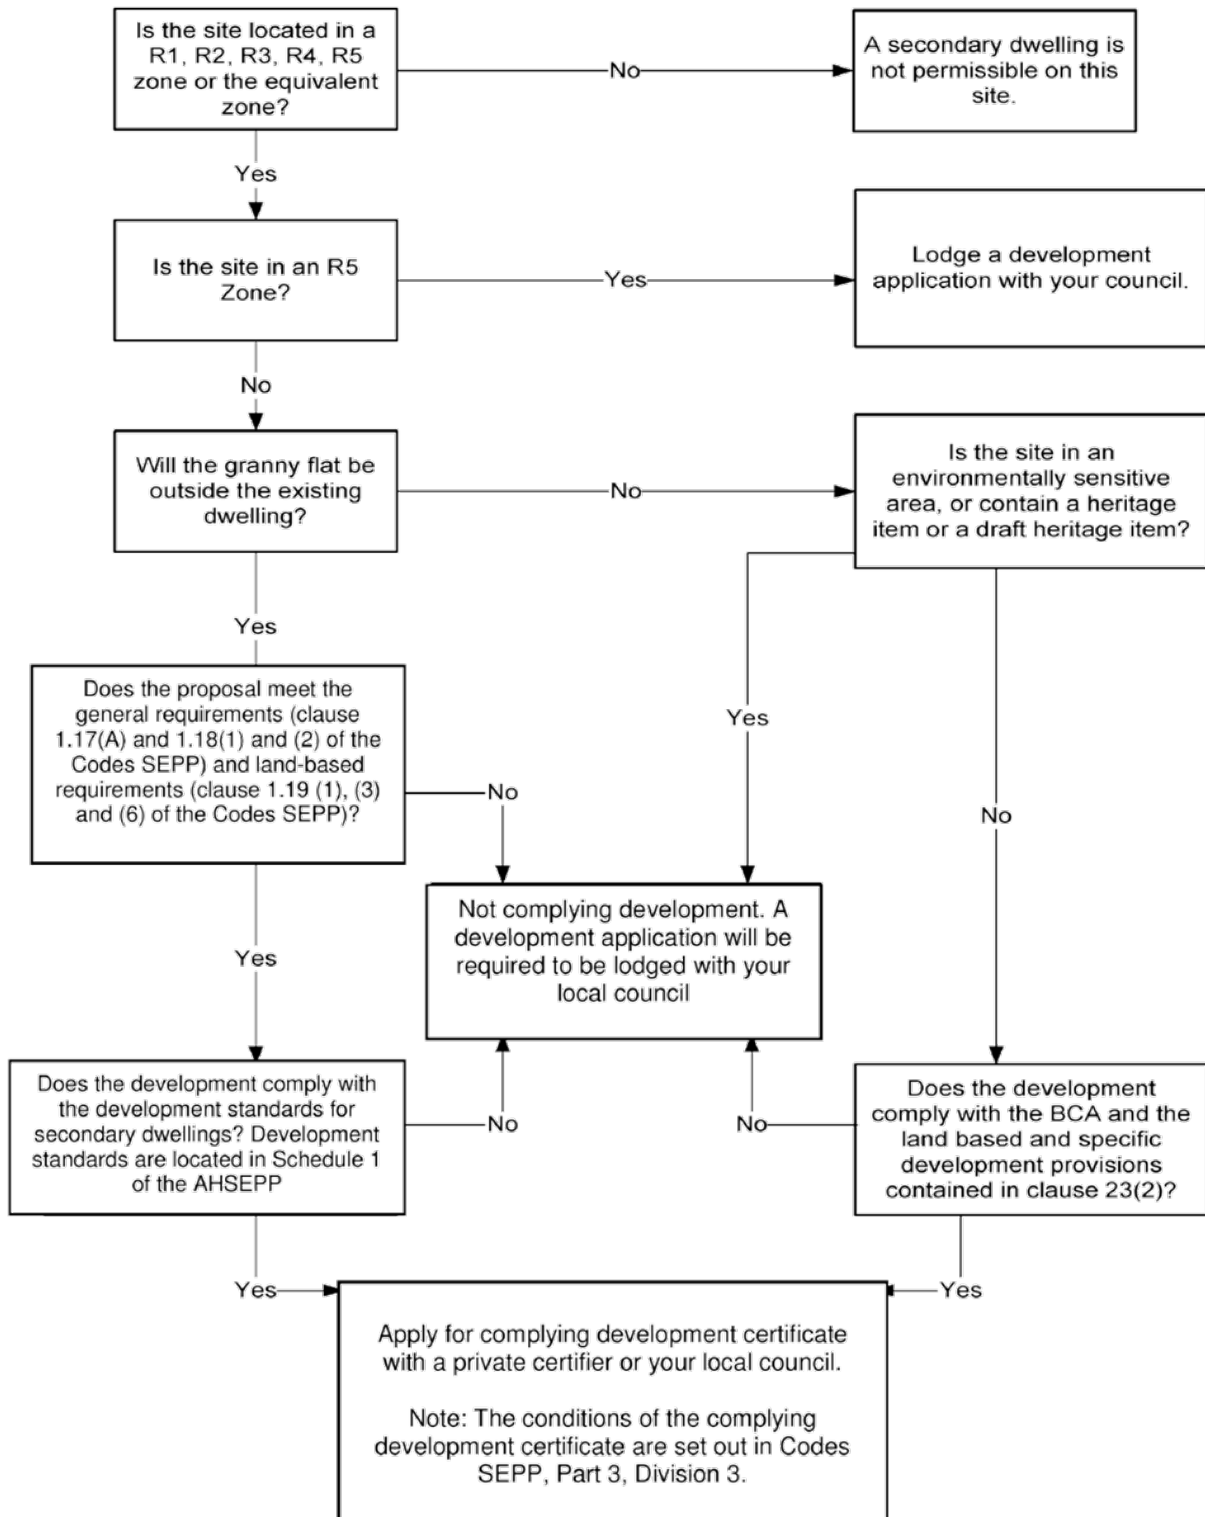 Is the site located in a
R1, R2, R3, R4, R5
zone or the equivalent
zone?
No
A secondary dwelling is
not permissible on this
site.
Yes
Is the site in an R5
Zone?
Yes
Lodge a development
application with your council.
No
Will the granny flat be
outside the existing
dwelling?
No
Is the site in an
environmentally sensitive
area, or contain a heritage
item or a draft heritage item?
Yes
Does the proposal meet the
general requirements (clause
1.17(A) and 1.18(1) and (2) of the
Codes SEPP) and land-based
requirements (clause 1.19 (1), (3)
and (6) of the Codes SEPP)?
No
Yes
No
Not complying development. A
development application will be
required to be lodged with your
local council
Yes
Does the development comply with
the development standards for
secondary dwellings? Development
standards are located in Schedule 1
of the AHSEPP
No
No
Does the development
comply with the BCA and the
land based and specific
development provisions
contained in clause 23(2)?
Yes
Yes
Apply for complying development certificate
with a private certifier or your local council.
Note: The conditions of the complying
development certificate are set out in Codes
SEPP, Part 3, Division 3.